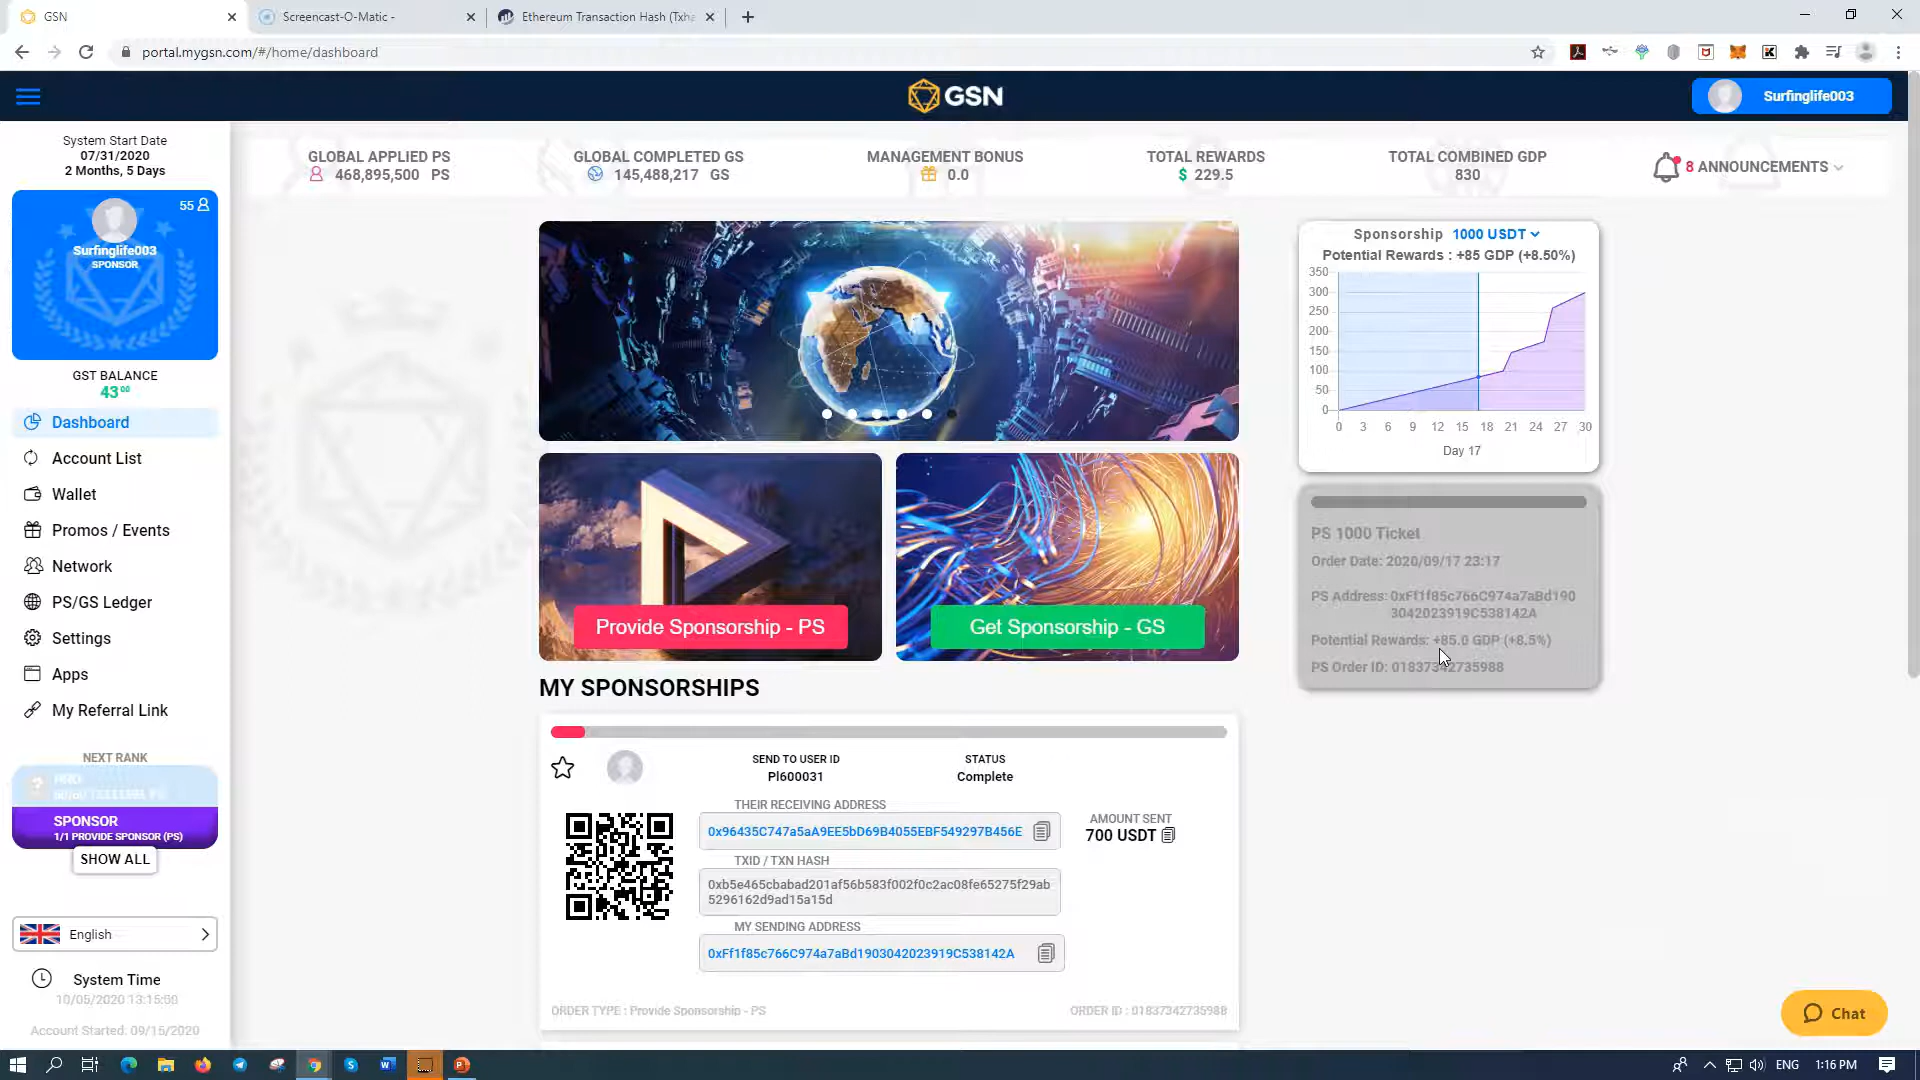 GSN
Screencast-O-Matic -
Ethereum Transaction Hash (Txha
portal.mygsn.com/#/home/dashboard
GSN
Surfinglife003
System Start Date
07/31/2020
2 Months, 5 Days
GLOBAL APPLIED PS
468,895,500 PS
GLOBAL COMPLETED GS
145,488,217 GS
MANAGEMENT BONUS
0.0
TOTAL REWARDS
$ 229.5
TOTAL COMBINED GDP
830
8 ANNOUNCEMENTS
55
Surfinglife003
SPONSOR
GST BALANCE
43 00
Dashboard
Account List
Wallet
Promos / Events
Network
PS/GS Ledger
Settings
Apps
My Referral Link
NEXT RANK
SPONSOR
1/1 PROVIDE SPONSOR (PS)
SHOW ALL
English
System Time
10/05/2020 13:15:
Account Started: 09/15/2020
Provide Sponsorship - PS
Get Sponsorship - GS
MY SPONSORSHIPS
SEND TO USER ID
Pl600031
STATUS
Complete
THEIR RECEIVING ADDRESS
0x96435C747a5aA9EE5bD69B4055EBF549297B456E
AMOUNT SENT
700 USDT
TXID / TXN HASH
0xb5e465cbabad201af56b583f002f0c2ac08fe65275f29ab
5296162d9ad15a15d
MY SENDING ADDRESS
0xFf1f85c766C974a7aBd1903042023919C538142A
ORDER TYPE : Provide Sponsorship - PS
ORDER ID : 01837342735988
Sponsorship 1000 USDT
Potential Rewards : +85 GDP (+8.50%)
350
300
250
200
150
100
50
0
0 3 6 9 12 15 18 21 24 27 30
Day 17
PS 1000 Ticket
Order Date: 2020/09/17 23:17
PS Address: 0xFf1f85c766C974a7aBd190
3042023919C538142A
Potential Rewards: +85.0 GDP (+8.5%)
PS Order ID: 01837342735988
Chat
ENG
1:16 PM